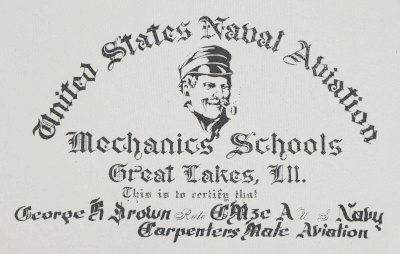 United States Naval Aviation
Mechanics Schools
Great Lakes, Ill.
This is to certify that
George H Brown Rate CM3c A U S Navy
Carpenters Mate Aviation